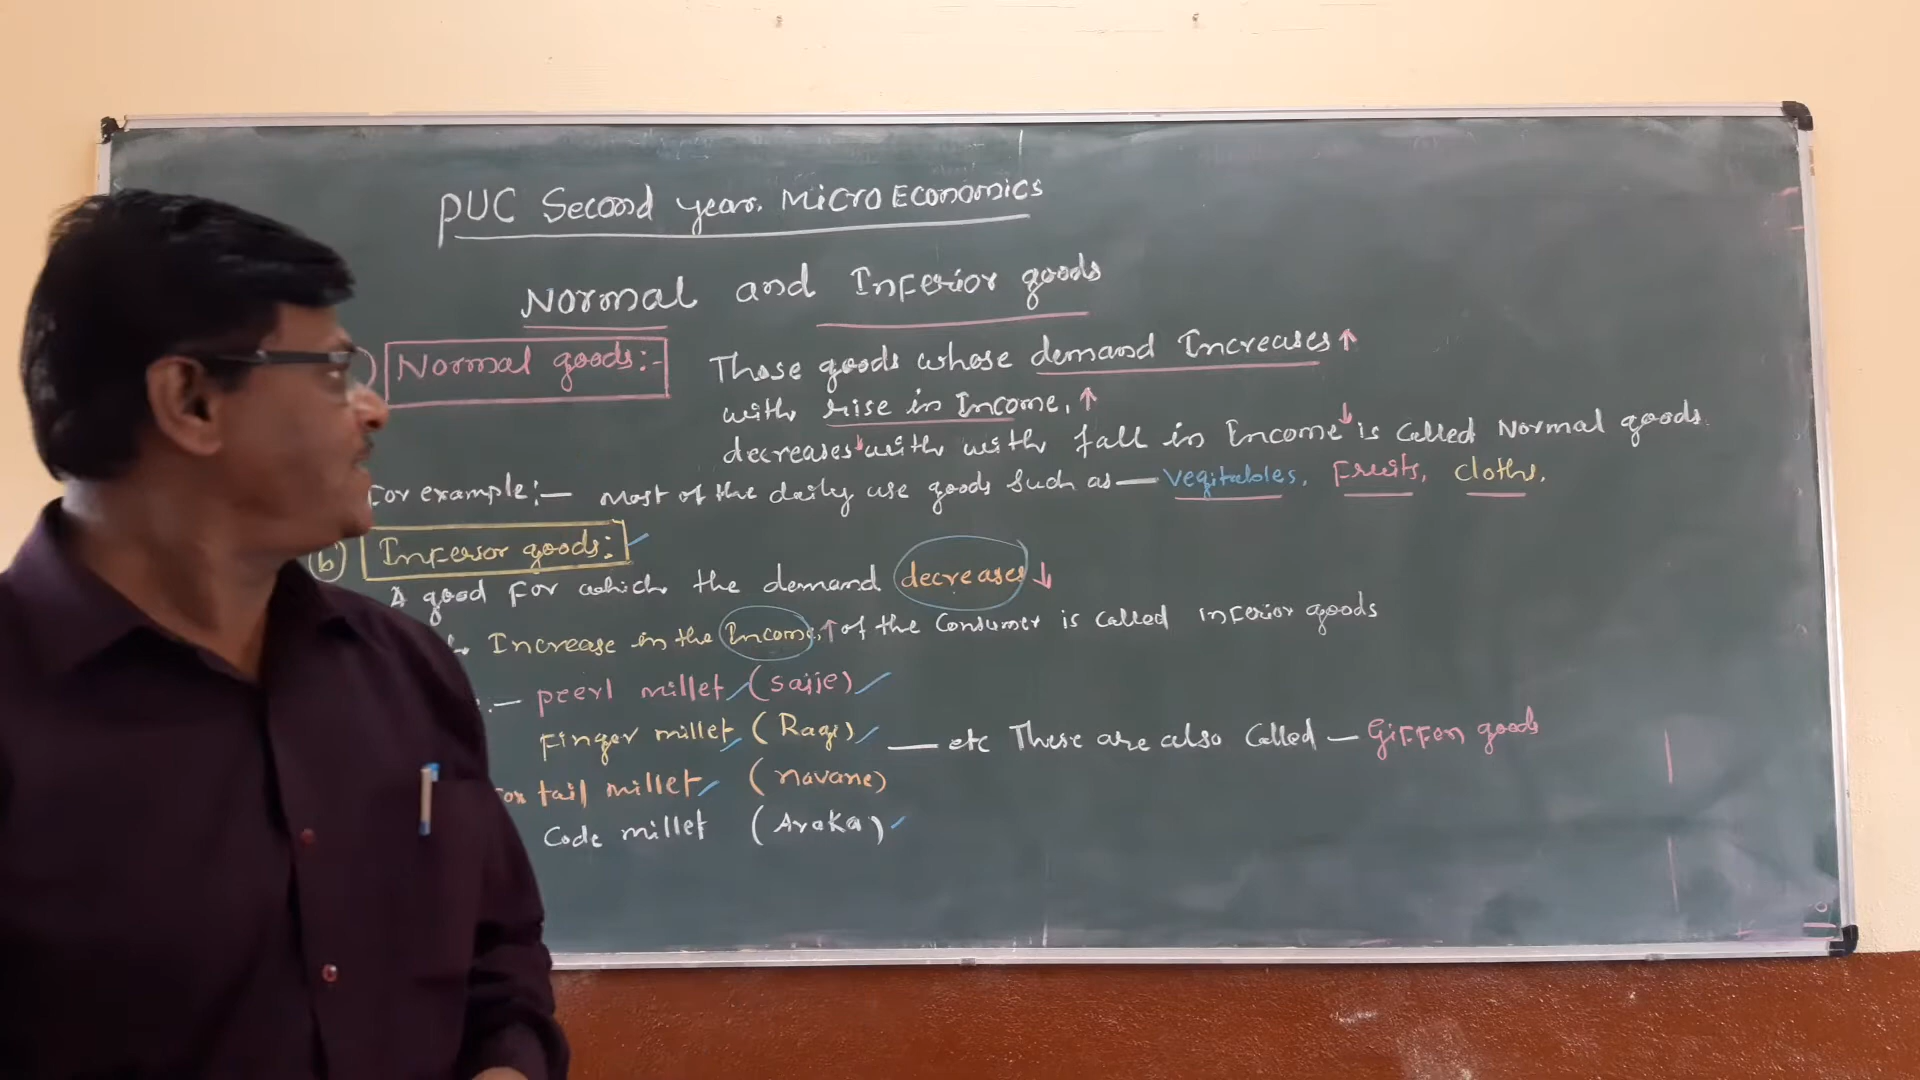 PUC Second year. Micro Economics
Normal and Inferior goods
Normal goods:-
Those goods whose demand Increases ↑
with rise in Income. ↑
decreases ↓ with with fall in Income ↓ is called Normal goods.
For example:— most of the daily use goods such as — vegitables, Fruits, cloths.
(b) Inferior goods:
A good for which the demand decreases ↓
Increase in the Income, ↑ of the consumer is called inferior goods
:— peerl millet (sajje)
Finger millet (Ragi) — etc These are also called — Giffen goods
tail millet (navane)
Code millet (Araka)